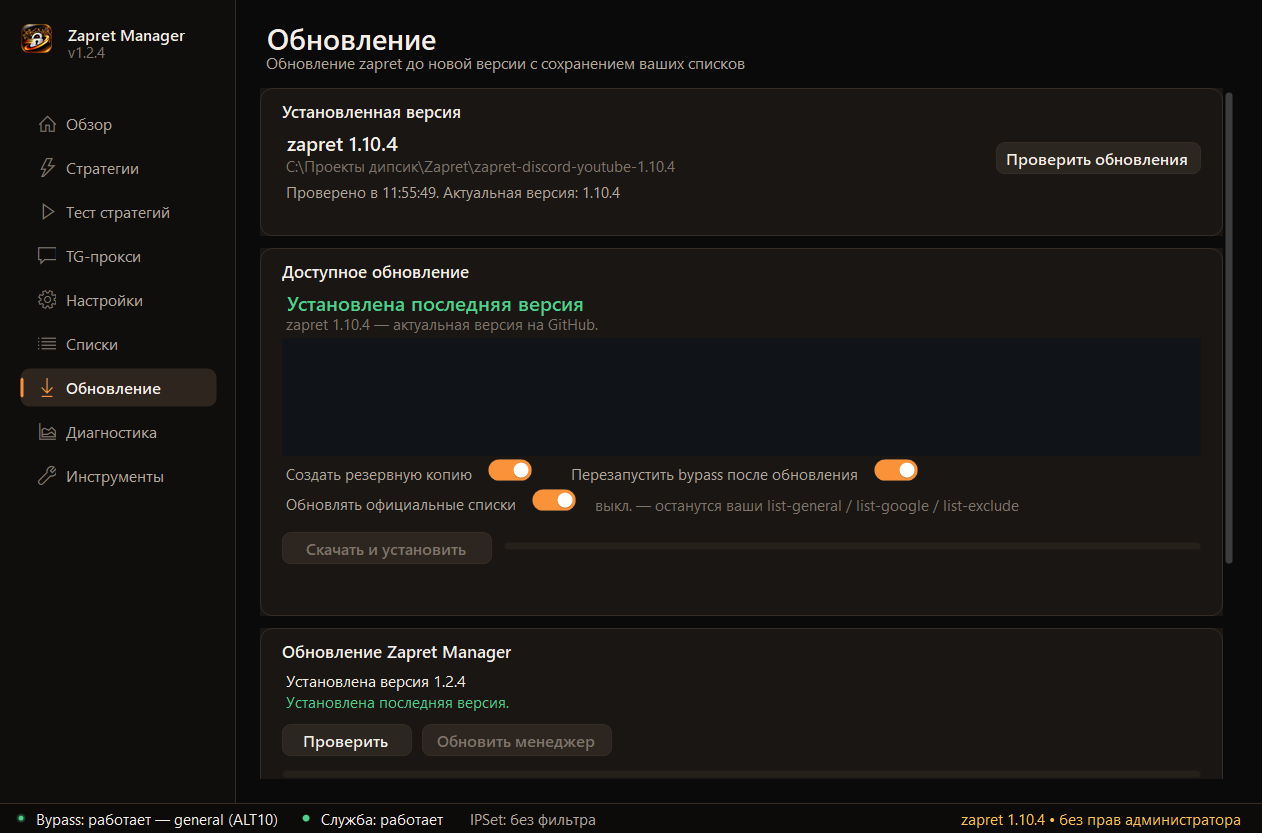 Zapret Manager
v1.2.4
Обзор
Стратегии
Тест стратегий
TG-прокси
Настройки
Списки
Обновление
Диагностика
Инструменты
Обновление
Обновление zapret до новой версии с сохранением ваших списков
Установленная версия
zapret 1.10.4
C:\Проекты дипсик\Zapret\zapret-discord-youtube-1.10.4
Проверено в 11:55:49. Актуальная версия: 1.10.4
Проверить обновления
Доступное обновление
Установлена последняя версия
zapret 1.10.4 — актуальная версия на GitHub.
Создать резервную копию
Перезапустить bypass после обновления
Обновлять официальные списки
выкл. — останутся ваши list-general / list-google / list-exclude
Скачать и установить
Обновление Zapret Manager
Установлена версия 1.2.4
Установлена последняя версия.
Проверить
Обновить менеджер
Bypass: работает — general (ALT10)
Служба: работает
IPSet: без фильтра
zapret 1.10.4 • без прав администратора